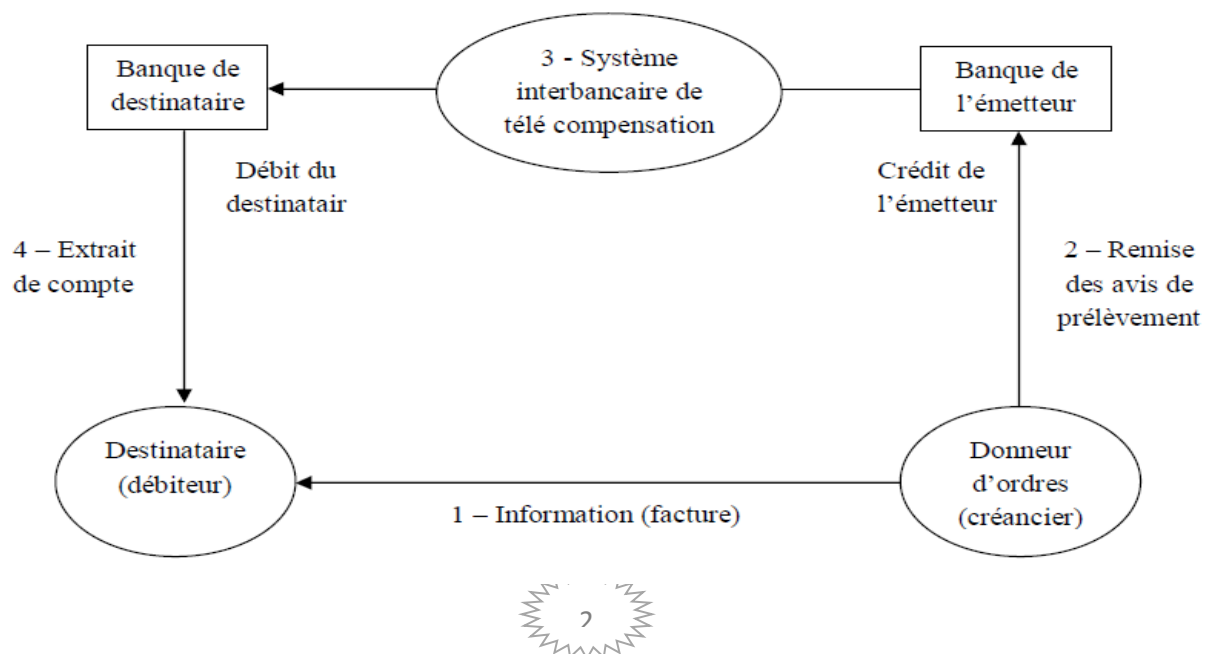 3 - Système
interbancaire de
télé compensation
Banque de
destinataire
Banque de
l’émetteur
Débit du
destinatair
Crédit de
l’émetteur
4 – Extrait
de compte
2 – Remise
des avis de
prélèvement
Destinataire
(débiteur)
Donneur
d’ordres
(créancier)
1 – Information (facture)
2